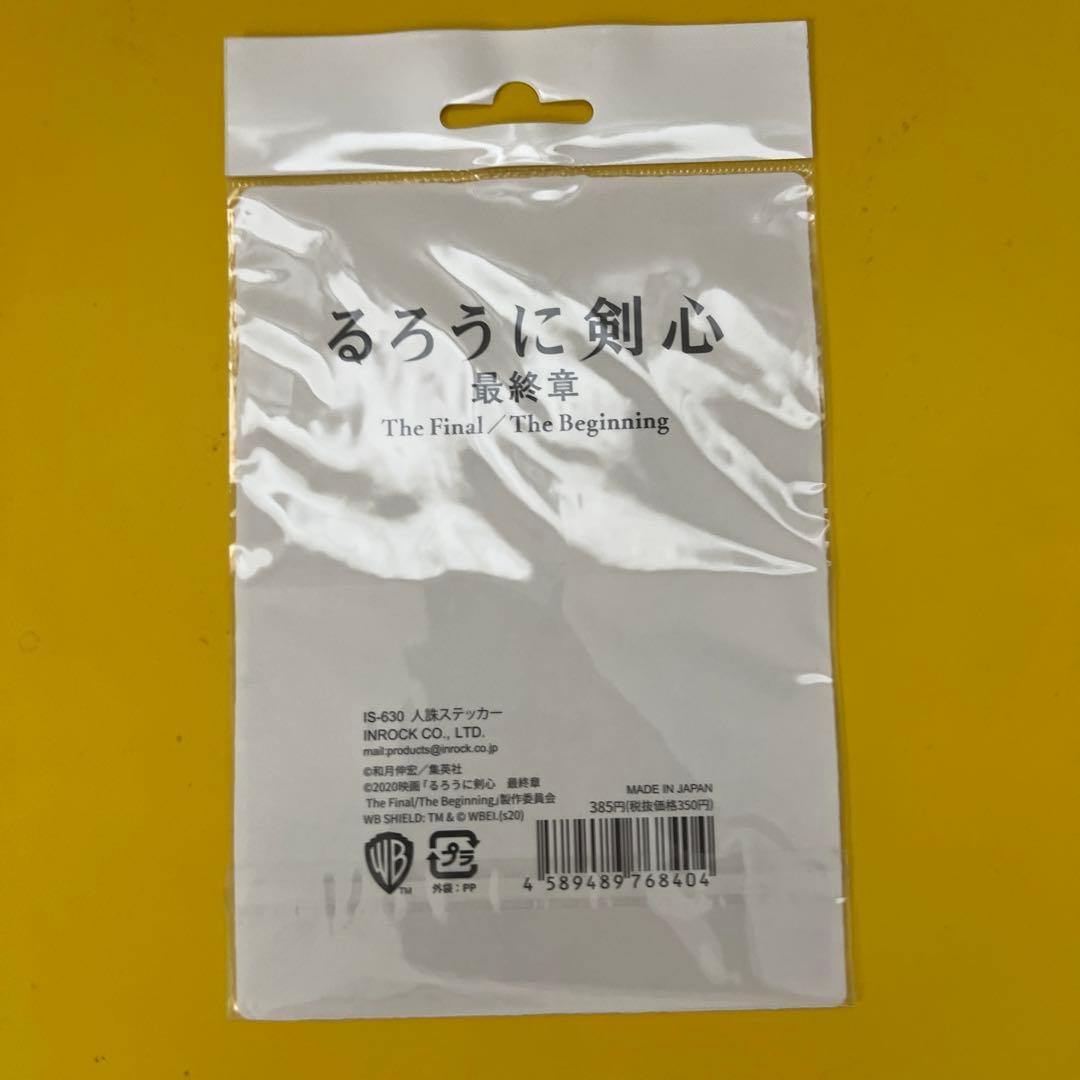 るろうに剣心
最終章
The Final／The Beginning
IS-630 人誅ステッカー
INROCK CO., LTD.
mail:products@inrock.co.jp
©和月伸宏／集英社
©2020映画「るろうに剣心　最終章
The Final/The Beginning」製作委員会
WB SHIELD: TM & © WBEI.(s20)
WB TM
プラ
外袋：PP
MADE IN JAPAN
385円(税抜価格350円)
4 589489 768404